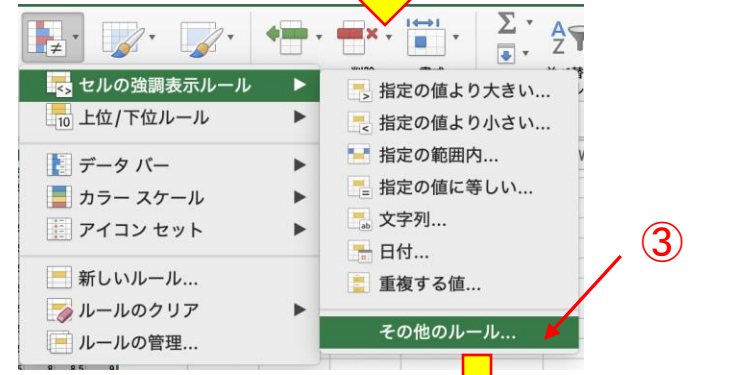 セルの強調表示ルール
上位/下位ルール
データ バー
カラー スケール
アイコン セット
新しいルール...
ルールのクリア
ルールの管理...
指定の値より大きい...
指定の値より小さい...
指定の範囲内...
指定の値に等しい...
文字列...
日付...
重複する値...
その他のルール...
③